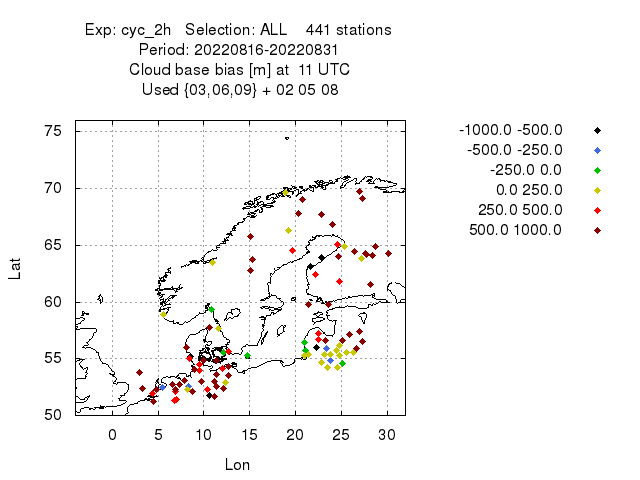 Exp: cyc_2h   Selection: ALL    441 stations
Period: 20220816-20220831
Cloud base bias [m] at  11 UTC
Used {03,06,09} + 02 05 08
-1000.0 -500.0
-500.0 -250.0
-250.0 0.0
0.0 250.0
250.0 500.0
500.0 1000.0
75
70
65
60
55
50
Lat
0 5 10 15 20 25 30
Lon